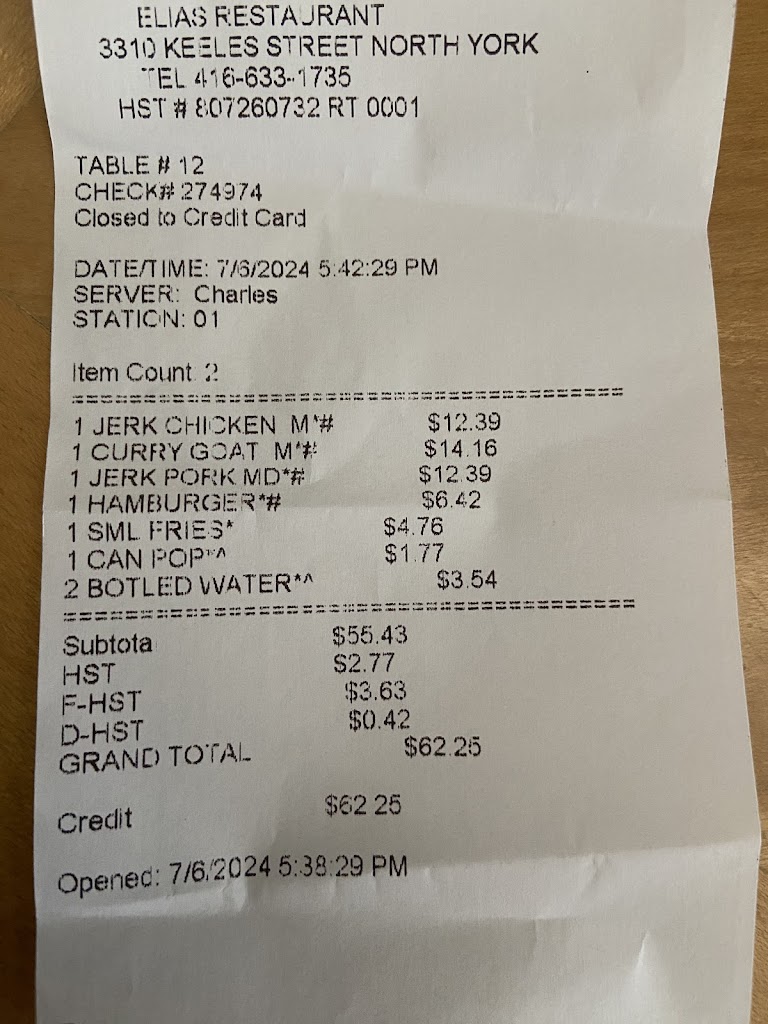 ELIAS RESTAURANT
3310 KEELES STREET NORTH YORK
TEL 416-633-1735
HST # 807260732 RT 0001
TABLE # 12
CHECK# 274974
Closed to Credit Card
DATE/TIME: 7/6/2024 5:42:29 PM
SERVER: Charles
STATION: 01
Item Count 2
==================================================
1 JERK CHICKEN M*# $12.39
1 CURRY GOAT M*# $14.16
1 JERK PORK MD*# $12.39
1 HAMBURGER*# $6.42
1 SML FRIES* $4.76
1 CAN POP*^ $1.77
2 BOTLED WATER*^ $3.54
==================================================
Subtota $55.43
HST $2.77
F-HST $3.63
D-HST $0.42
GRAND TOTAL $62.25
Credit $62 25
Opened: 7/6/2024 5:38:29 PM